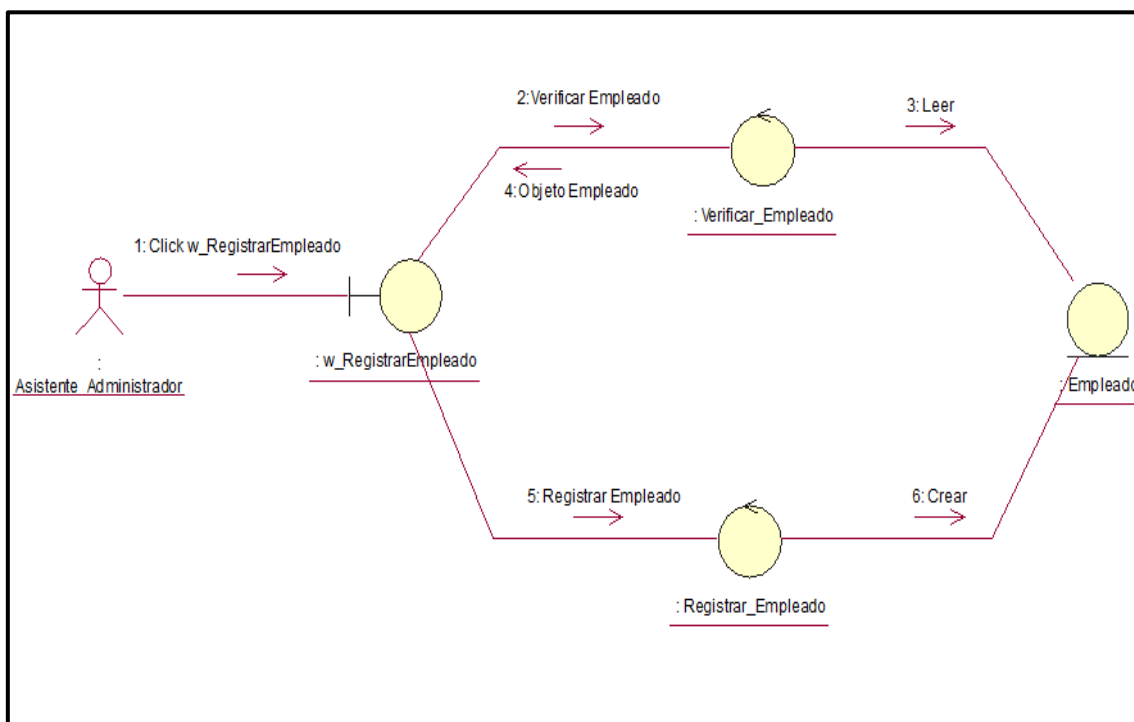 2: Verificar Empleado
3: Leer
4: Objeto Empleado
: Verificar_Empleado
1: Click w_RegistrarEmpleado
: w_RegistrarEmpleado
:
Asistente_Administrador
: Empleado
5: Registrar Empleado
6: Crear
: Registrar_Empleado